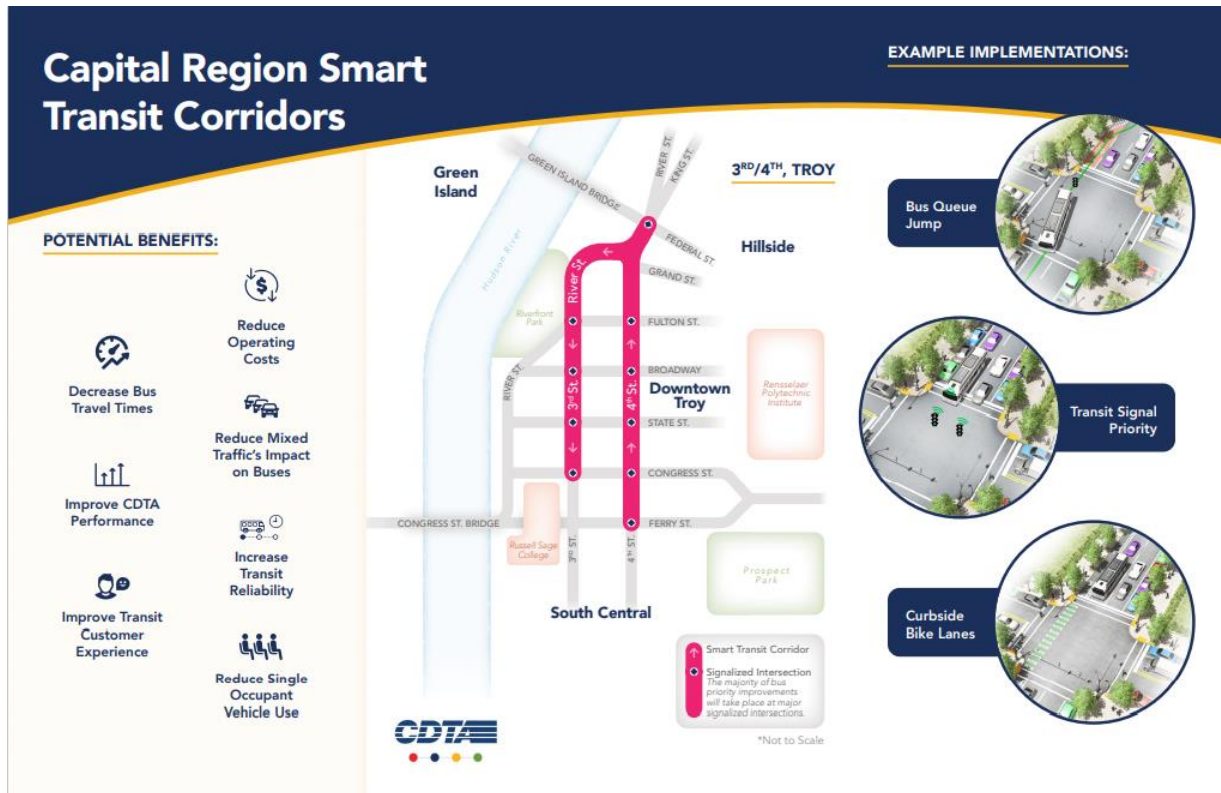 Capital Region Smart
Transit Corridors
EXAMPLE IMPLEMENTATIONS:
POTENTIAL BENEFITS:
Reduce
Operating
Costs
Decrease Bus
Travel Times
Reduce Mixed
Traffic's Impact
on Buses
Improve CDTA
Performance
Increase
Transit
Reliability
Improve Transit
Customer
Experience
Reduce Single
Occupant
Vehicle Use
3RD/4TH, TROY
Green
Island
GREEN ISLAND BRIDGE
RIVER ST.
KING ST.
FEDERAL ST.
Hillside
GRAND ST.
Hudson River
River St.
Riverfront
Park
FULTON ST.
RIVER ST.
BROADWAY
3rd St.
4th St.
Downtown
Troy
Rensselaer
Polytechnic
Institute
STATE ST.
CONGRESS ST.
CONGRESS ST. BRIDGE
FERRY ST.
Russell Sage
College
3RD ST.
4TH ST.
Prospect
Park
South Central
Smart Transit Corridor
Signalized Intersection
The majority of bus
priority improvements
will take place at major
signalized intersections.
*Not to Scale
CDTA
Bus Queue
Jump
Transit Signal
Priority
Curbside
Bike Lanes